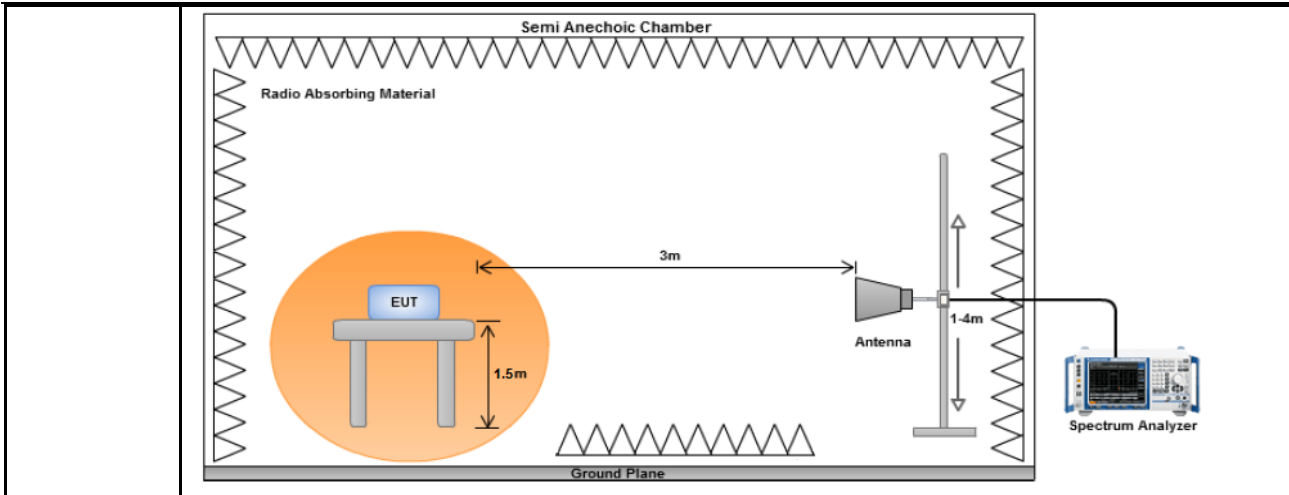 Semi Anechoic Chamber
Radio Absorbing Material
3m
EUT
1-4m
Antenna
1.5m
Spectrum Analyzer
Ground Plane